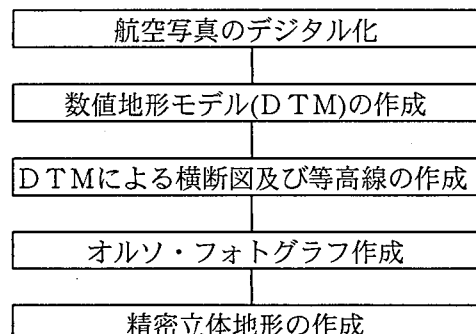 航空写真のデジタル化
数値地形モデル(DTM)の作成
DTMによる横断図及び等高線の作成
オルソ・フォトグラフ作成
精密立体地形の作成